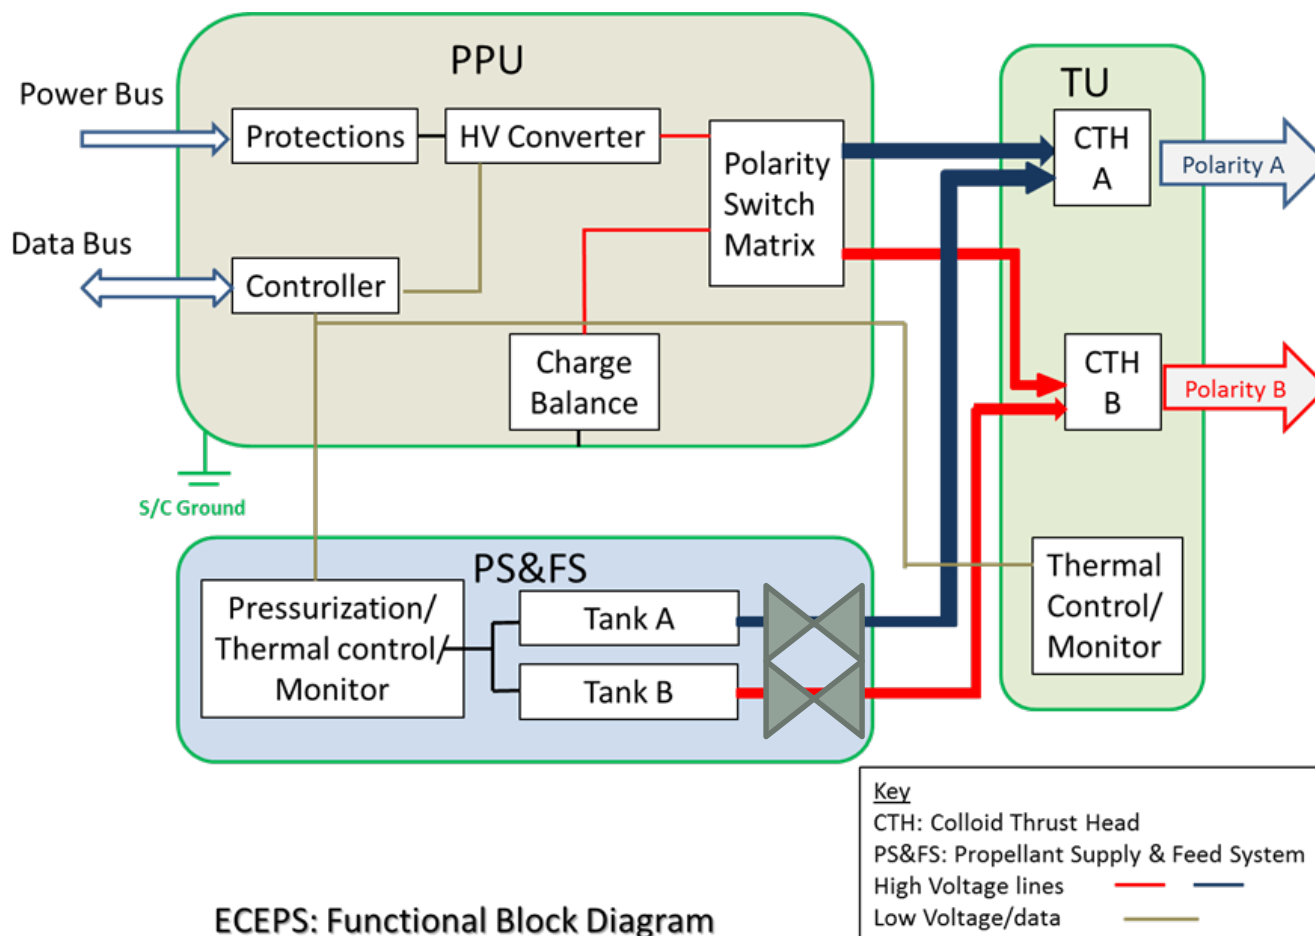 PPU
TU
Power Bus
Protections
HV Converter
Polarity
Switch
Matrix
CTH
A
Polarity A
Data Bus
Controller
Charge
Balance
CTH
B
Polarity B
S/C Ground
PS&FS
Pressurization/
Thermal control/
Monitor
Tank A
Tank B
Thermal
Control/
Monitor
Key
CTH: Colloid Thrust Head
PS&FS: Propellant Supply & Feed System
High Voltage lines
Low Voltage/data
ECEPS: Functional Block Diagram